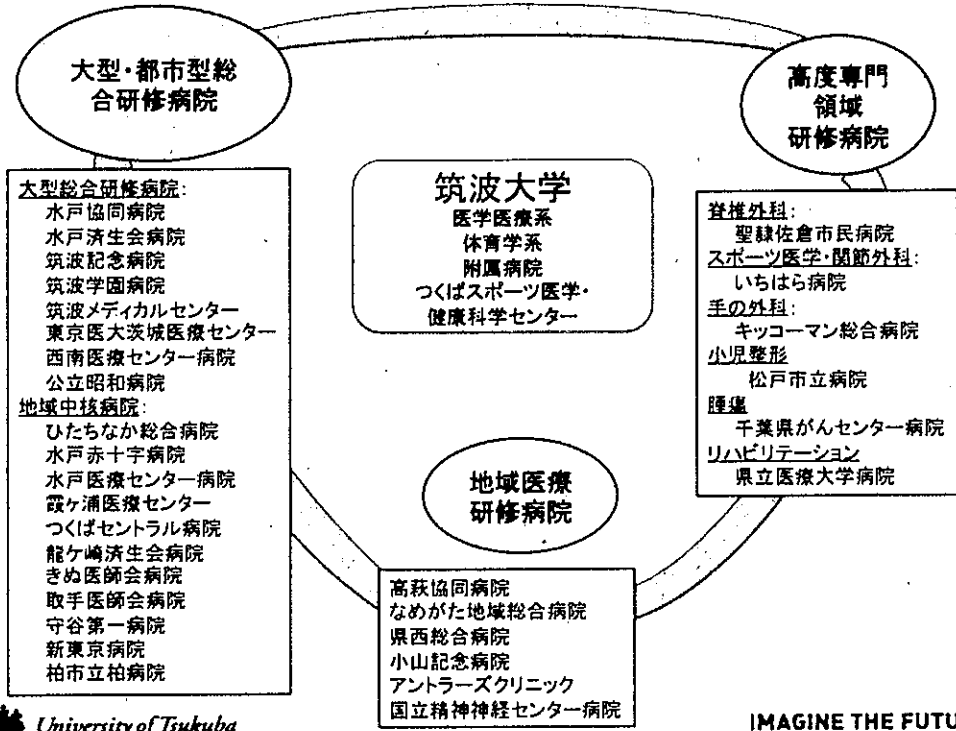 大型・都市型総
合研修病院
高度専門
領域
研修病院
筑波大学
医学医療系
体育学系
附属病院
つくばスポーツ医学・
健康科学センター
大型総合研修病院:
水戸協同病院
水戸済生会病院
筑波記念病院
筑波学園病院
筑波メディカルセンター
東京医大茨城医療センター
西南医療センター病院
公立昭和病院
地域中核病院:
ひたちなか総合病院
水戸赤十字病院
水戸医療センター病院
霞ヶ浦医療センター
つくばセントラル病院
龍ケ崎済生会病院
きぬ医師会病院
取手医師会病院
守谷第一病院
新東京病院
柏市立柏病院
脊椎外科:
聖隷佐倉市民病院
スポーツ医学・関節外科:
いちはら病院
手の外科:
キッコーマン総合病院
小児整形
松戸市立病院
腫瘍
千葉県がんセンター病院
リハビリテーション
県立医療大学病院
地域医療
研修病院
高萩協同病院
なめがた地域総合病院
県西総合病院
小山記念病院
アントラーズクリニック
国立精神神経センター病院
University of Tsukuba
IMAGINE THE FUTU